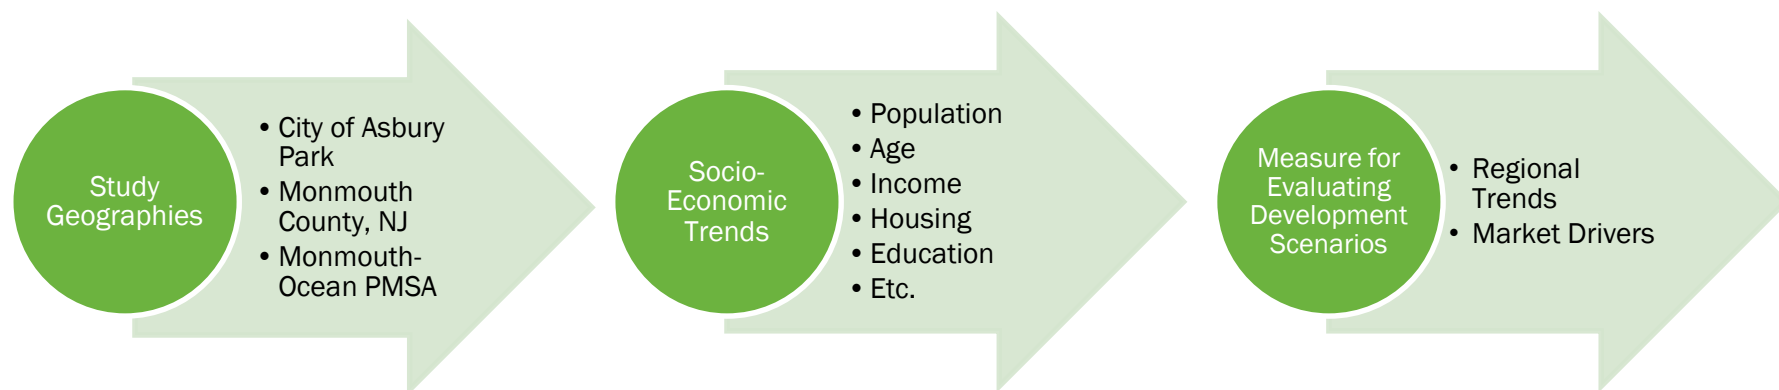 Study
Geographies
• City of Asbury
Park
• Monmouth
County, NJ
• Monmouth-
Ocean PMSA
Socio-
Economic
Trends
• Population
• Age
• Income
• Housing
• Education
• Etc.
Measure for
Evaluating
Development
Scenarios
• Regional
Trends
• Market Drivers